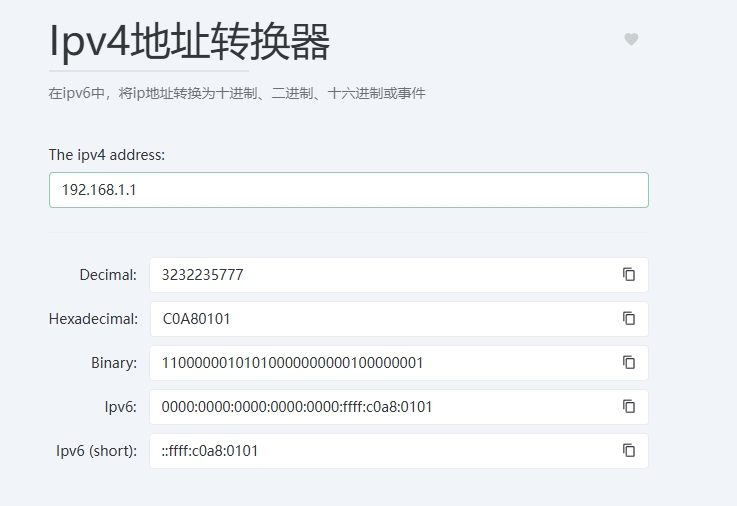 Ipv4地址转换器
在ipv6中，将ip地址转换为十进制、二进制、十六进制或事件
The ipv4 address:
192.168.1.1
Decimal: 3232235777
Hexadecimal: C0A80101
Binary: 11000000101010000000000100000001
Ipv6: 0000:0000:0000:0000:0000:ffff:c0a8:0101
Ipv6 (short): ::ffff:c0a8:0101